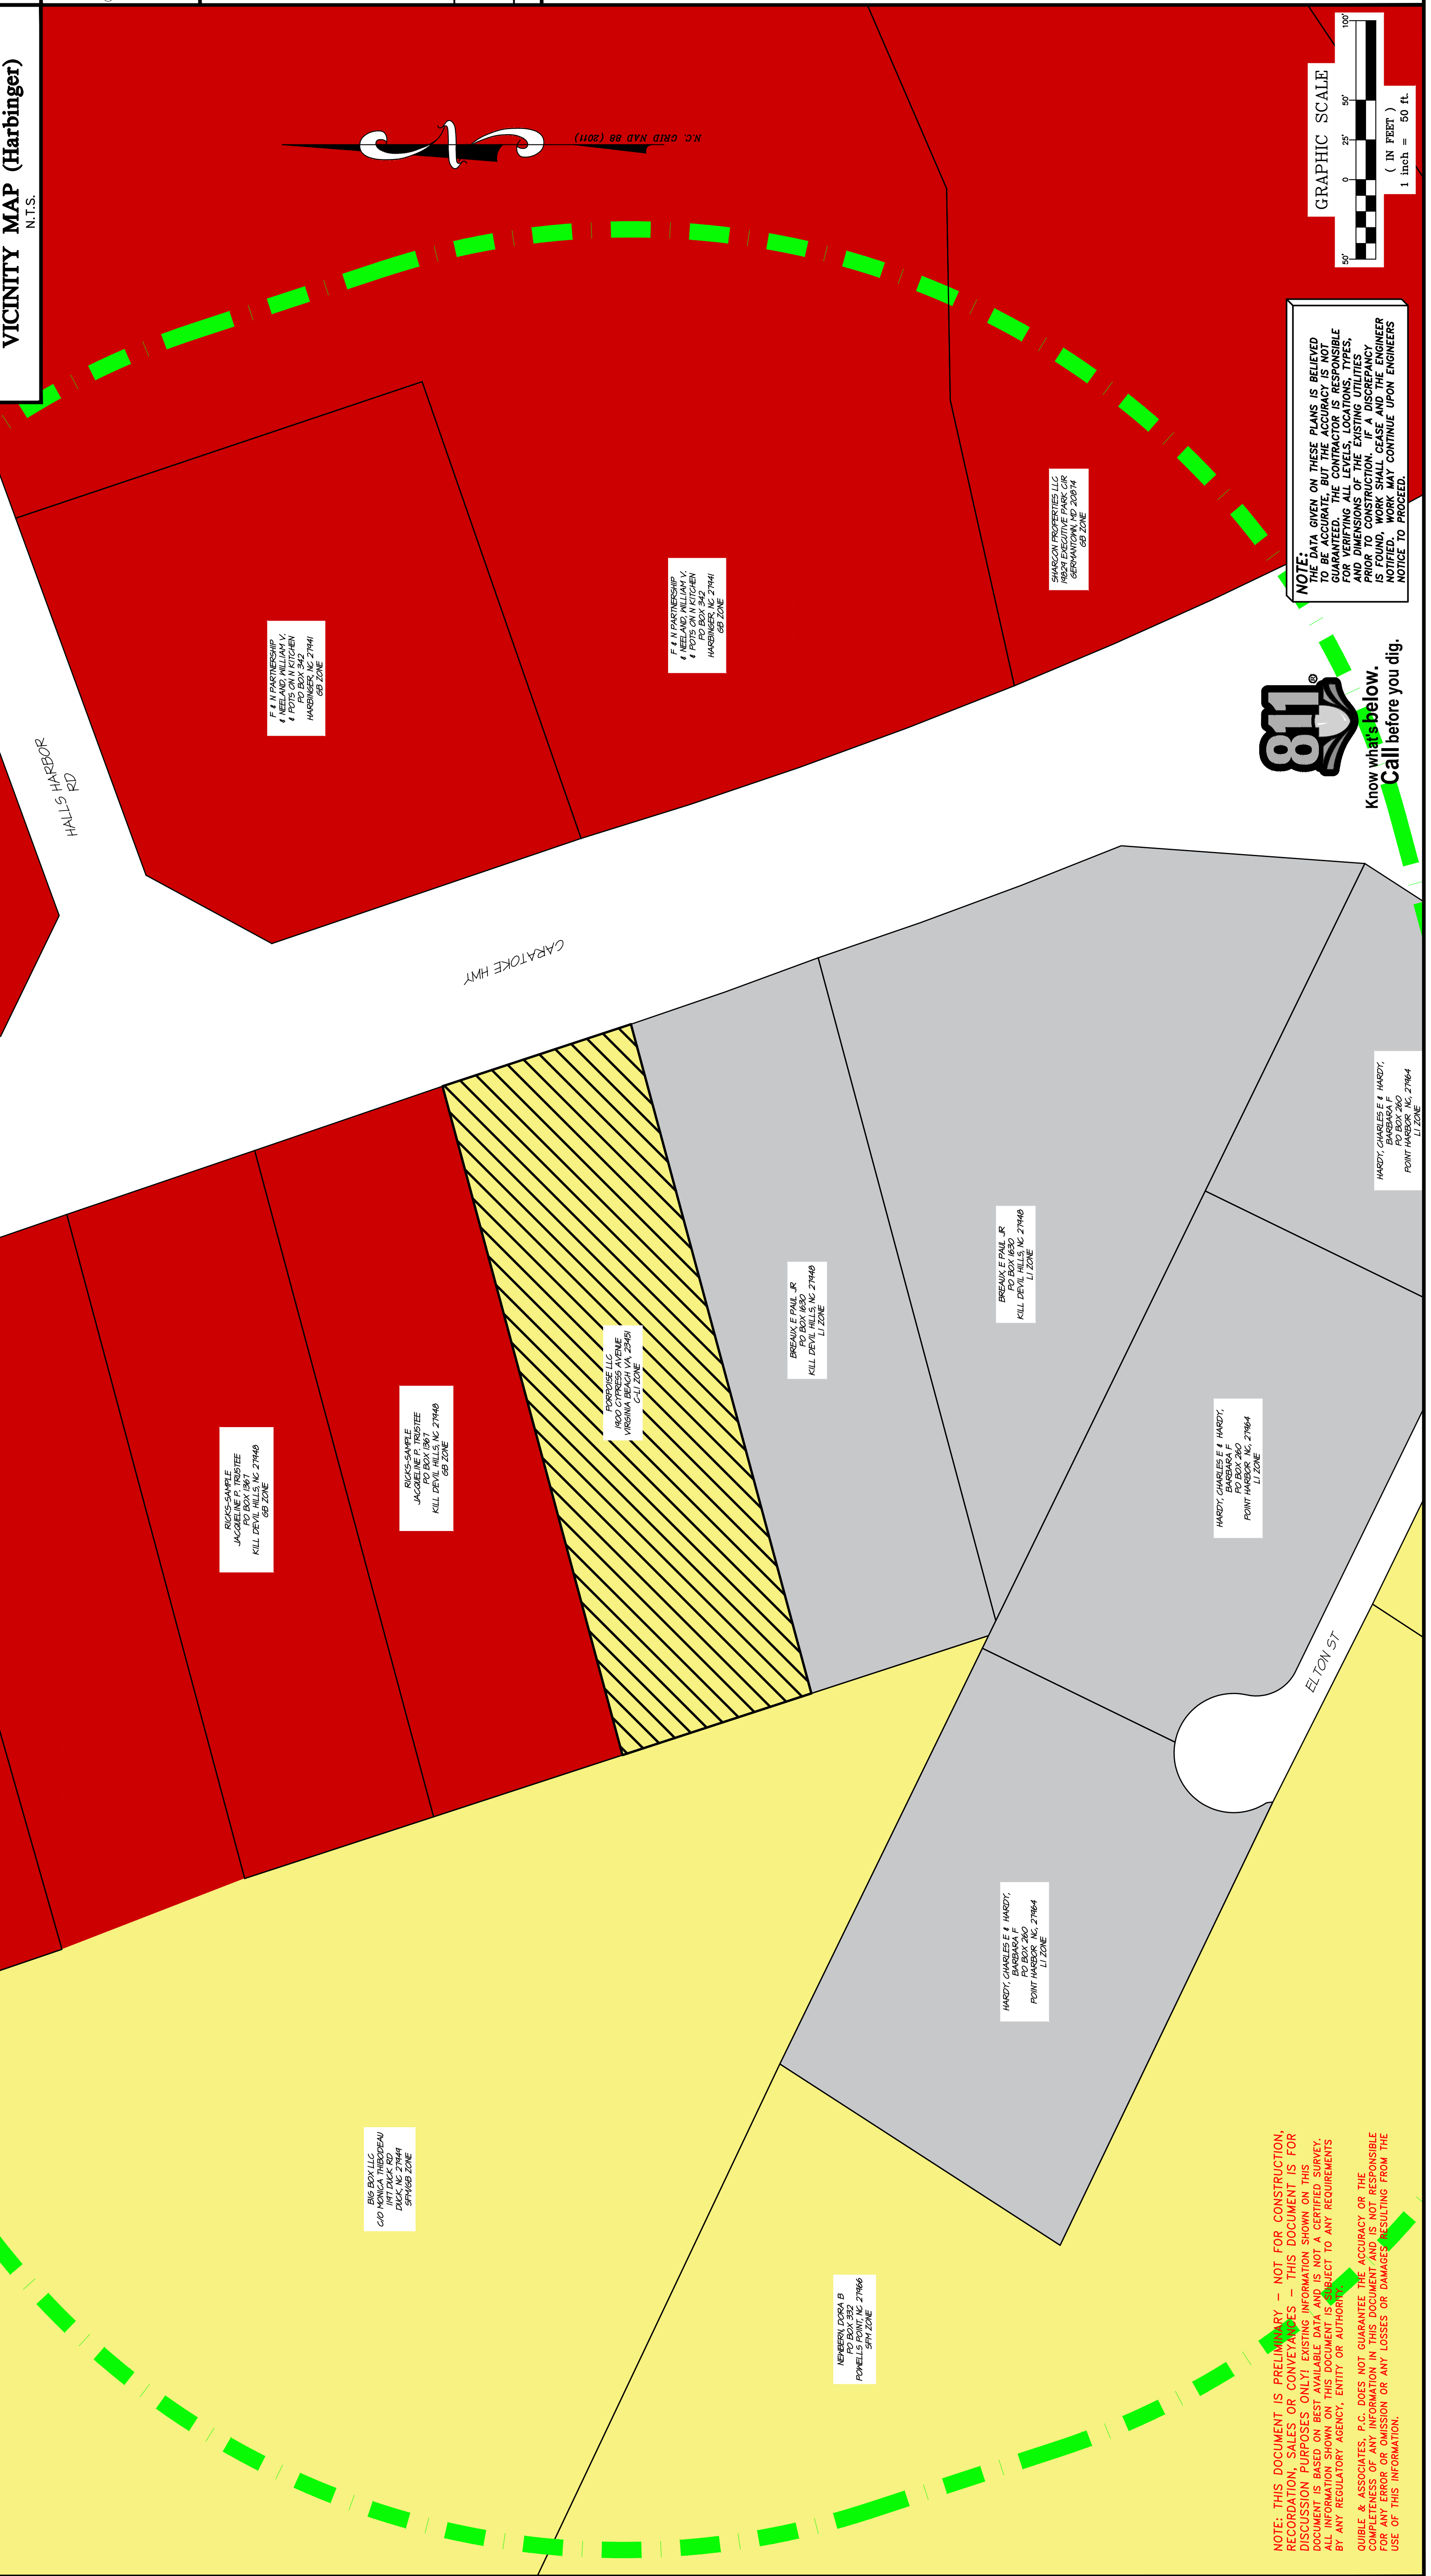 VICINITY MAP (Harbinger)
N.T.S.
N.C. GRID NAD 88 (2011)
HALLS HARBOR
RD
F & N PARTNERSHIP
& NEELAND, WILLIAM V.
& POTS ON N KITCHEN
PO BOX 342
HARBINGER, NC 27941
GB ZONE
F & N PARTNERSHIP
& NEELAND, WILLIAM V.
& POTS ON N KITCHEN
PO BOX 342
HARBINGER, NC 27941
GB ZONE
SHARCON PROPERTIES LLC
19829 EXECUTIVE PARK CIR
GERMANTOWN, MD 20874
GB ZONE
CARATOKE HWY
RICKS-SAMPLE
JACQUELINE P. TRUSTEE
PO BOX 1367
KILL DEVIL HILLS, NC 27948
GB ZONE
RICKS-SAMPLE
JACQUELINE P. TRUSTEE
PO BOX 1367
KILL DEVIL HILLS, NC 27948
GB ZONE
PORPOISE LLC
1900 CYPRESS AVENUE
VIRGINIA BEACH VA, 23451
C-LI ZONE
BREAUX, E PAUL JR
PO BOX 1630
KILL DEVIL HILLS, NC 27948
LI ZONE
BREAUX, E PAUL JR
PO BOX 1630
KILL DEVIL HILLS, NC 27948
LI ZONE
HARDY, CHARLES E & HARDY,
BARBARA F
PO BOX 260
POINT HARBOR NC, 27964
LI ZONE
HARDY, CHARLES E & HARDY,
BARBARA F
PO BOX 260
POINT HARBOR NC, 27964
LI ZONE
HARDY, CHARLES E & HARDY,
BARBARA F
PO BOX 260
POINT HARBOR NC, 27964
LI ZONE
ELTON ST
BIG BOX LLC
C/O MONICA THIBODEAU
1197 DUCK RD
DUCK, NC 27949
SFM/GB ZONE
NEWBERN, DORA B
PO BOX 332
POWELLS POINT, NC 27966
SFM ZONE
NOTE: THIS DOCUMENT IS PRELIMINARY - NOT FOR CONSTRUCTION,
RECORDATION, SALES OR CONVEYANCES - THIS DOCUMENT IS FOR
DISCUSSION PURPOSES ONLY! EXISTING INFORMATION SHOWN ON THIS
DOCUMENT IS BASED ON BEST AVAILABLE DATA AND IS NOT A CERTIFIED SURVEY.
ALL INFORMATION SHOWN ON THIS DOCUMENT IS SUBJECT TO ANY REQUIREMENTS
BY ANY REGULATORY AGENCY, ENTITY OR AUTHORITY.
QUIBLE & ASSOCIATES, P.C. DOES NOT GUARANTEE THE ACCURACY OR THE
COMPLETENESS OF ANY INFORMATION IN THIS DOCUMENT AND IS NOT RESPONSIBLE
FOR ANY ERROR OR OMISSION OR ANY LOSSES OR DAMAGES RESULTING FROM THE
USE OF THIS INFORMATION.
811®
Know what's below.
Call before you dig.
NOTE:
THE DATA GIVEN ON THESE PLANS IS BELIEVED
TO BE ACCURATE, BUT THE ACCURACY IS NOT
GUARANTEED. THE CONTRACTOR IS RESPONSIBLE
FOR VERIFYING ALL LEVELS, LOCATIONS, TYPES,
AND DIMENSIONS OF THE EXISTING UTILITIES
PRIOR TO CONSTRUCTION. IF A DISCREPANCY
IS FOUND, WORK SHALL CEASE AND THE ENGINEER
NOTIFIED. WORK MAY CONTINUE UPON ENGINEERS
NOTICE TO PROCEED.
GRAPHIC SCALE
50' 0 25' 50' 100'
( IN FEET )
1 inch = 50 ft.